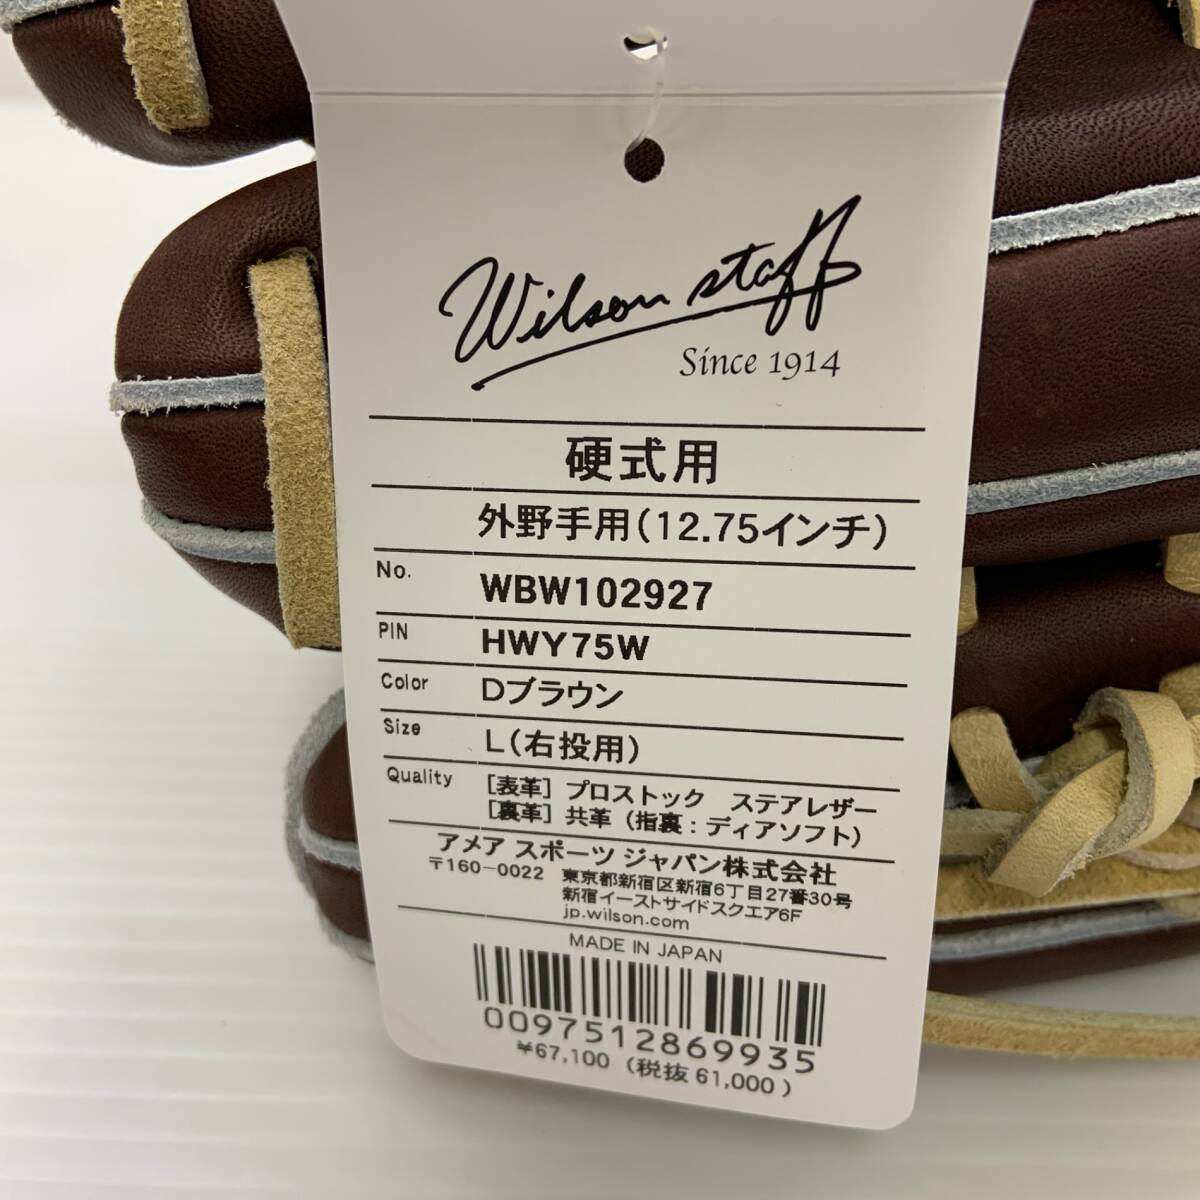 Wilson staff
Since 1914
硬式用
外野手用(12.75インチ)
No. WBW102927
PIN HWY75W
Color Dブラウン
Size L(右投用)
Quality [表革] プロストック ステアレザー
[裏革] 共革 (指裏:ディアソフト)
アメア スポーツ ジャパン株式会社
〒160-0022 東京都新宿区新宿6丁目27番30号
新宿イーストサイドスクエア6F
jp.wilson.com
MADE IN JAPAN
0097512869935
¥67,100 (税抜 61,000)